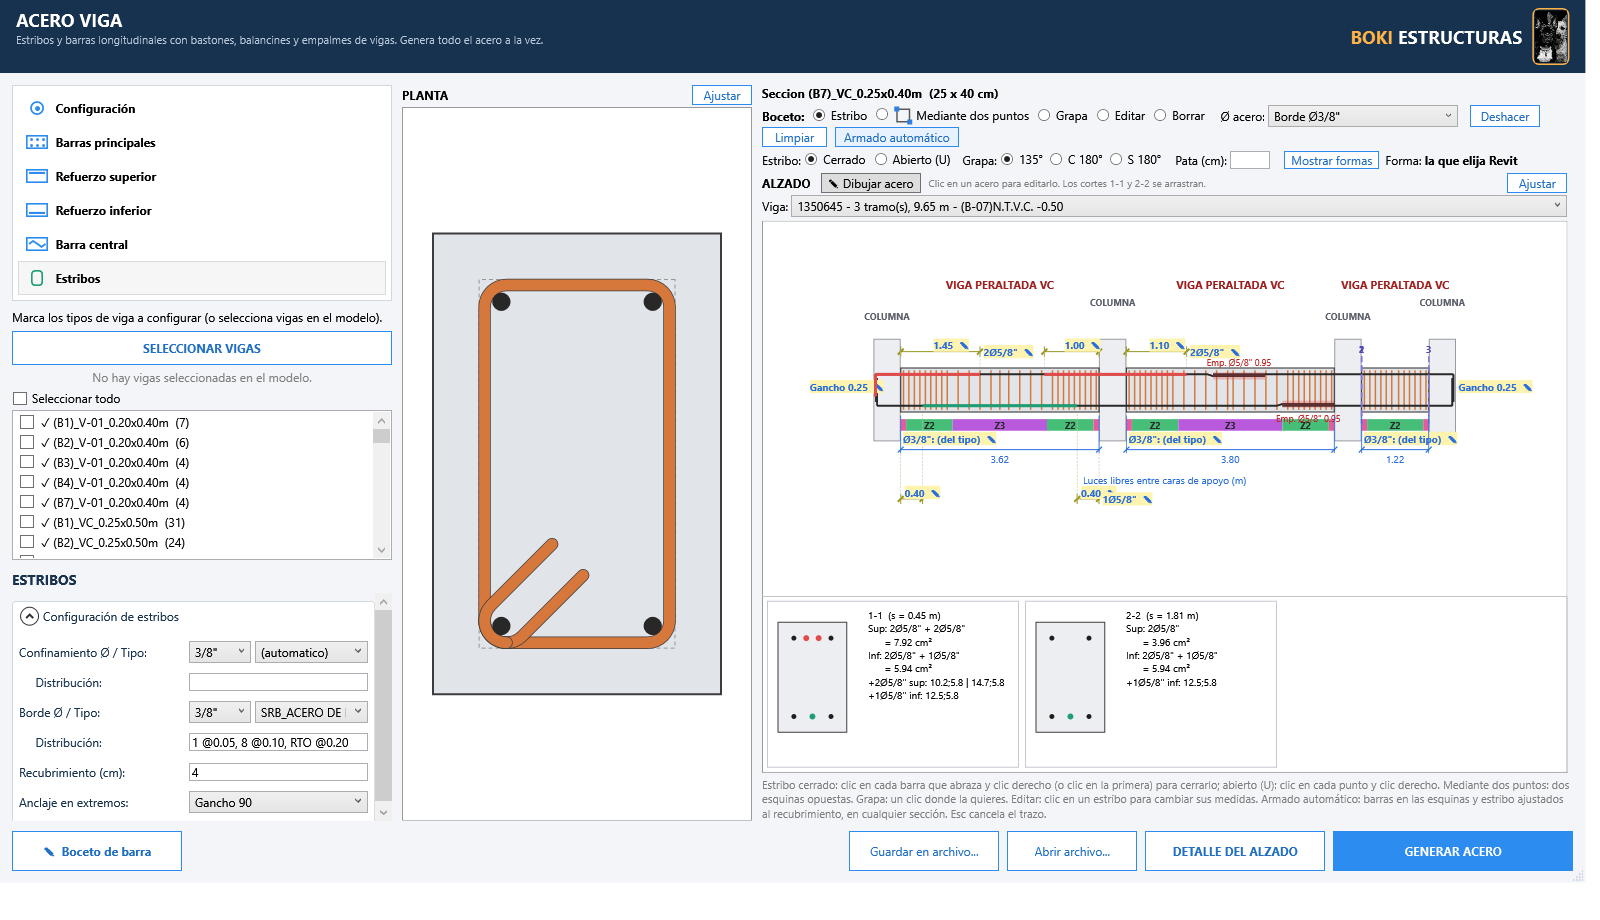 ACERO VIGA
Estribos y barras longitudinales con bastones, balancines y empalmes de vigas. Genera todo el acero a la vez.
BOKI ESTRUCTURAS
Configuración
Barras principales
Refuerzo superior
Refuerzo inferior
Barra central
Estribos
Marca los tipos de viga a configurar (o selecciona vigas en el modelo).
SELECCIONAR VIGAS
No hay vigas seleccionadas en el modelo.
Seleccionar todo
✓ (B1)_V-01_0.20x0.40m (7)
✓ (B2)_V-01_0.20x0.40m (6)
✓ (B3)_V-01_0.20x0.40m (4)
✓ (B4)_V-01_0.20x0.40m (4)
✓ (B7)_V-01_0.20x0.40m (4)
✓ (B1)_VC_0.25x0.50m (31)
✓ (B2)_VC_0.25x0.50m (24)
ESTRIBOS
Configuración de estribos
Confinamiento Ø / Tipo: 3/8" (automatico)
Distribución:
Borde Ø / Tipo: 3/8" SRB_ACERO DE
Distribución: 1 @0.05, 8 @0.10, RTO @0.20
Recubrimiento (cm): 4
Anclaje en extremos: Gancho 90
Boceto de barra
PLANTA Ajustar
Seccion (B7)_VC_0.25x0.40m (25 x 40 cm)
Boceto: Estribo Mediante dos puntos Grapa Editar Borrar Ø acero: Borde Ø3/8" Deshacer
Limpiar Armado automático
Estribo: Cerrado Abierto (U) Grapa: 135° C 180° S 180° Pata (cm): Mostrar formas Forma: la que elija Revit
ALZADO Dibujar acero Clic en un acero para editarlo. Los cortes 1-1 y 2-2 se arrastran. Ajustar
Viga: 1350645 - 3 tramo(s), 9.65 m - (B-07)N.T.V.C. -0.50
VIGA PERALTADA VC VIGA PERALTADA VC VIGA PERALTADA VC
COLUMNA COLUMNA
COLUMNA COLUMNA
1.45 2Ø5/8" 1.00 1.10 2Ø5/8" 3
Emp. Ø5/8" 0.95
Gancho 0.25 Gancho 0.25
Emp. Ø5/8" 0.95
Z2 Z3 Z2 Z2 Z3 Z2 Z2
Ø3/8": (del tipo) Ø3/8": (del tipo) Ø3/8": (del tipo)
3.62 3.80 1.22
Luces libres entre caras de apoyo (m)
0.40 0.40 1Ø5/8"
1-1 (s = 0.45 m)
Sup: 2Ø5/8" + 2Ø5/8"
= 7.92 cm²
Inf: 2Ø5/8" + 1Ø5/8"
= 5.94 cm²
+2Ø5/8" sup: 10.2;5.8 | 14.7;5.8
+1Ø5/8" inf: 12.5;5.8
2-2 (s = 1.81 m)
Sup: 2Ø5/8"
= 3.96 cm²
Inf: 2Ø5/8" + 1Ø5/8"
= 5.94 cm²
+1Ø5/8" inf: 12.5;5.8
Estribo cerrado: clic en cada barra que abraza y clic derecho (o clic en la primera) para cerrarlo; abierto (U): clic en cada punto y clic derecho. Mediante dos puntos: dos
esquinas opuestas. Grapa: un clic donde la quieres. Editar: clic en un estribo para cambiar sus medidas. Armado automático: barras en las esquinas y estribo ajustados
al recubrimiento, en cualquier sección. Esc cancela el trazo.
Guardar en archivo... Abrir archivo... DETALLE DEL ALZADO GENERAR ACERO